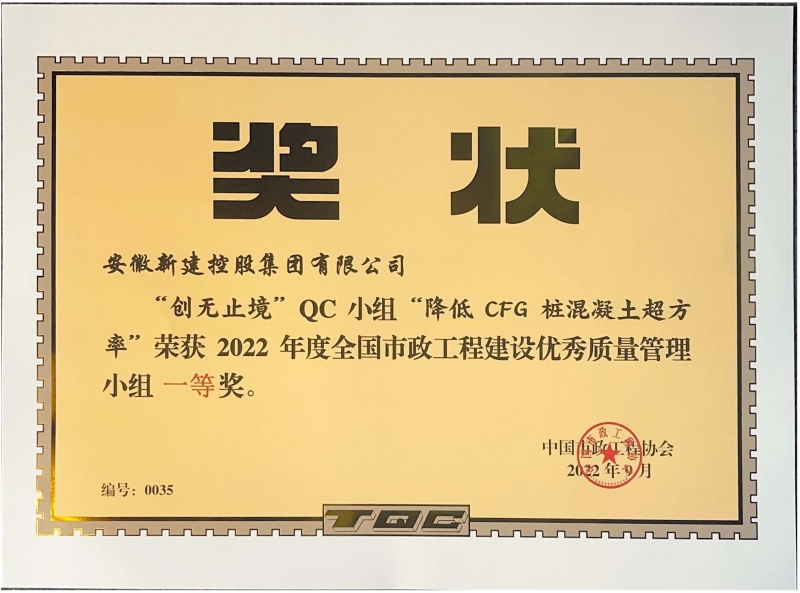 奖 状
安徽新建控股集团有限公司
“创无止境”QC 小组“降低 CFG 桩混凝土超方
率”荣获 2022 年度全国市政工程建设优秀质量管理
小组 一等奖。
中国市政工程协会
2022 年 9 月
编号：0035
TQC